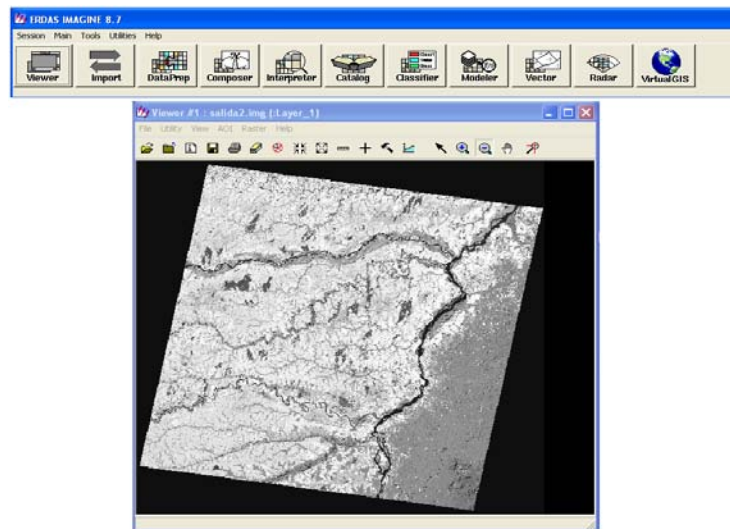 ERDAS IMAGINE 8.7
Session Main Tools Utilities Help
Viewer Import DataPrep Composer Interpreter Catalog Classifier Modeler Vector Radar VirtualGIS
Viewer #1 : salida2.img (:Layer_1)
File Utility View AOI Raster Help